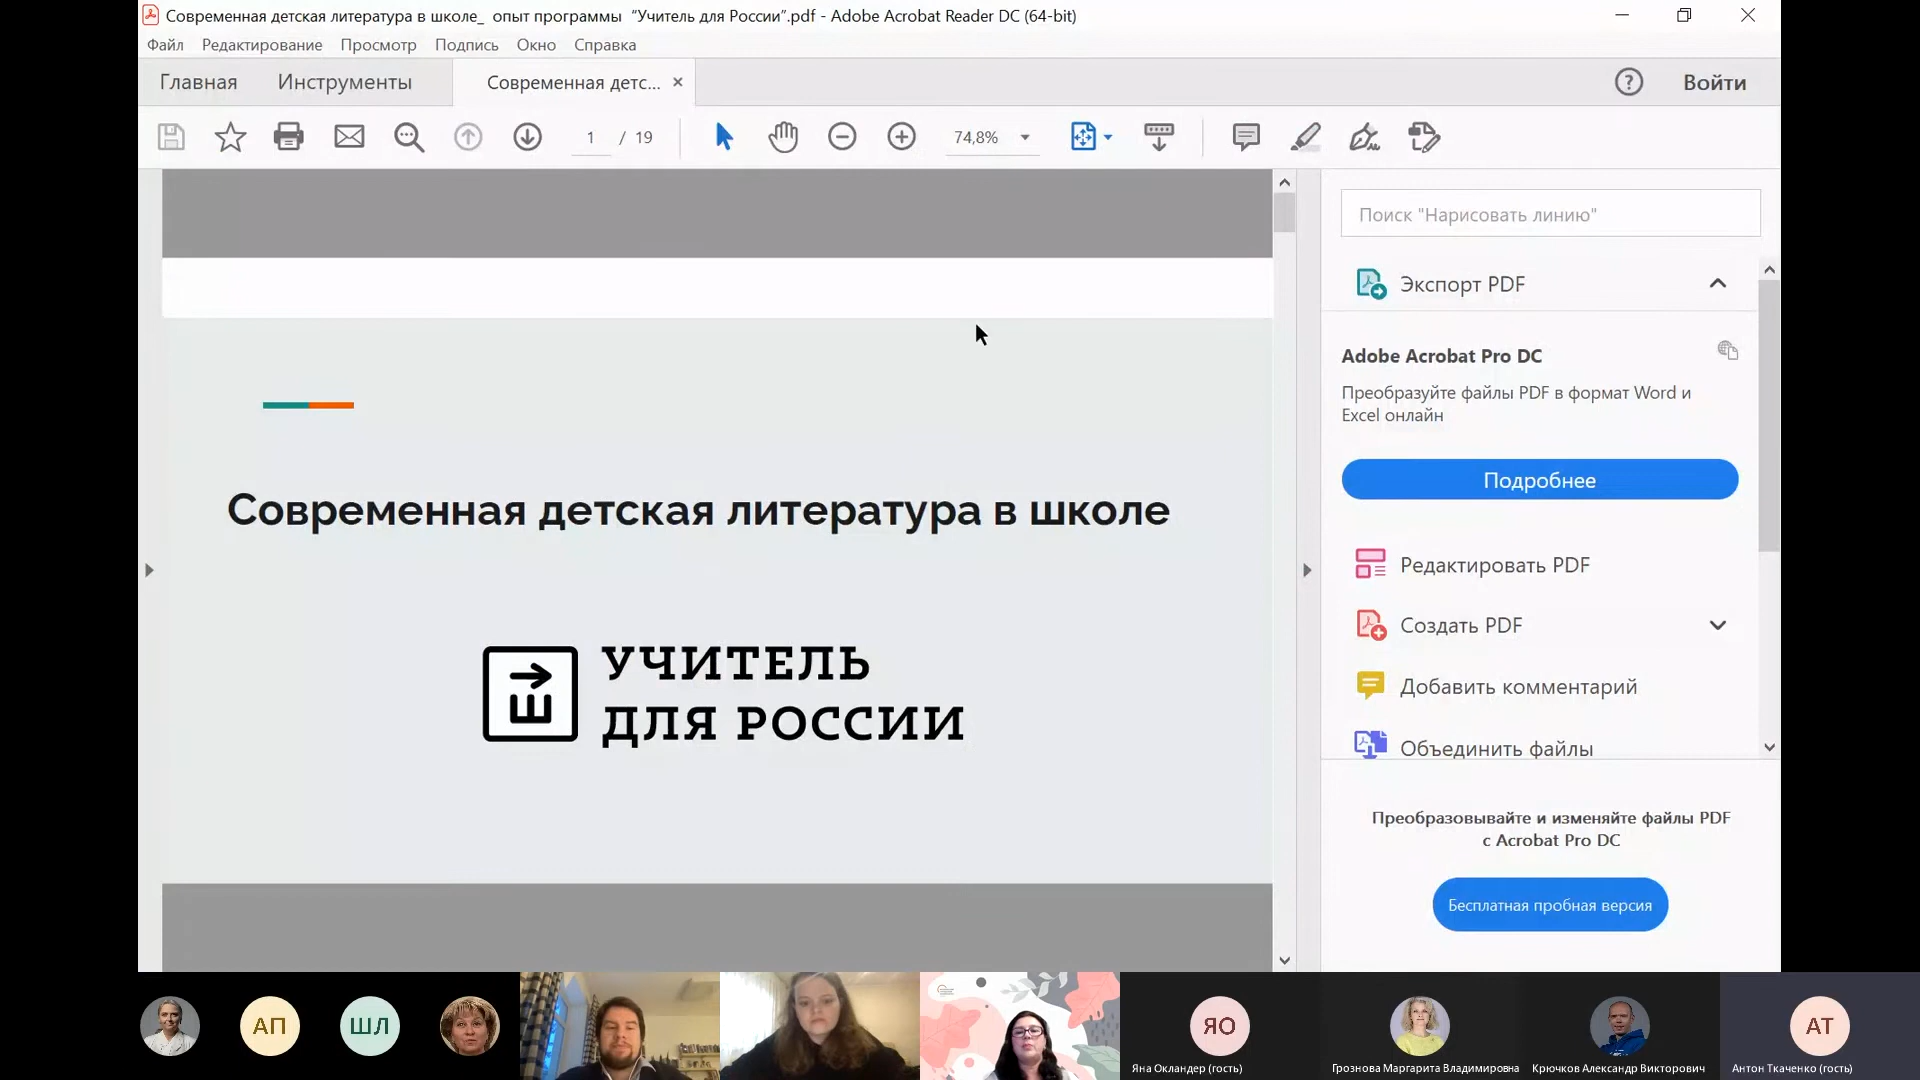 Современная детская литература в школе_ опыт программы “Учитель для России”.pdf - Adobe Acrobat Reader DC (64-bit)
Файл Редактирование Просмотр Подпись Окно Справка
Главная Инструменты Современная детс... × Войти
1 / 19 74,8%
Поиск "Нарисовать линию"
Экспорт PDF
Adobe Acrobat Pro DC
Преобразуйте файлы PDF в формат Word и
Excel онлайн
Подробнее
Редактировать PDF
Создать PDF
Добавить комментарий
Объединить файлы
Преобразовывайте и изменяйте файлы PDF
с Acrobat Pro DC
Бесплатная пробная версия
Современная детская литература в школе
Ш
УЧИТЕЛЬ
ДЛЯ РОССИИ
АП ШЛ ЯО АТ
Яна Окландер (гость) Грознова Маргарита Владимировна Крючков Александр Викторович Антон Ткаченко (гость)